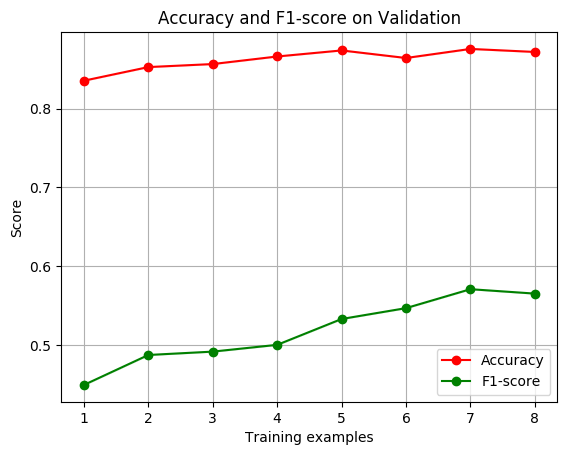 Accuracy and F1-score on Validation
Score
0.8
0.7
0.6
0.5
Accuracy
F1-score
1 2 3 4 5 6 7 8
Training examples